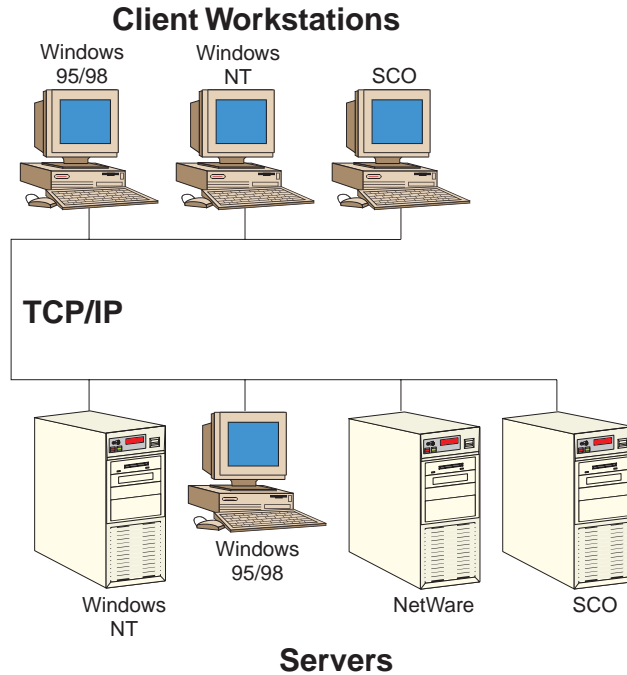 Client Workstations
Windows
95/98
Windows
NT
SCO
TCP/IP
Windows
NT
Windows
95/98
NetWare
SCO
Servers